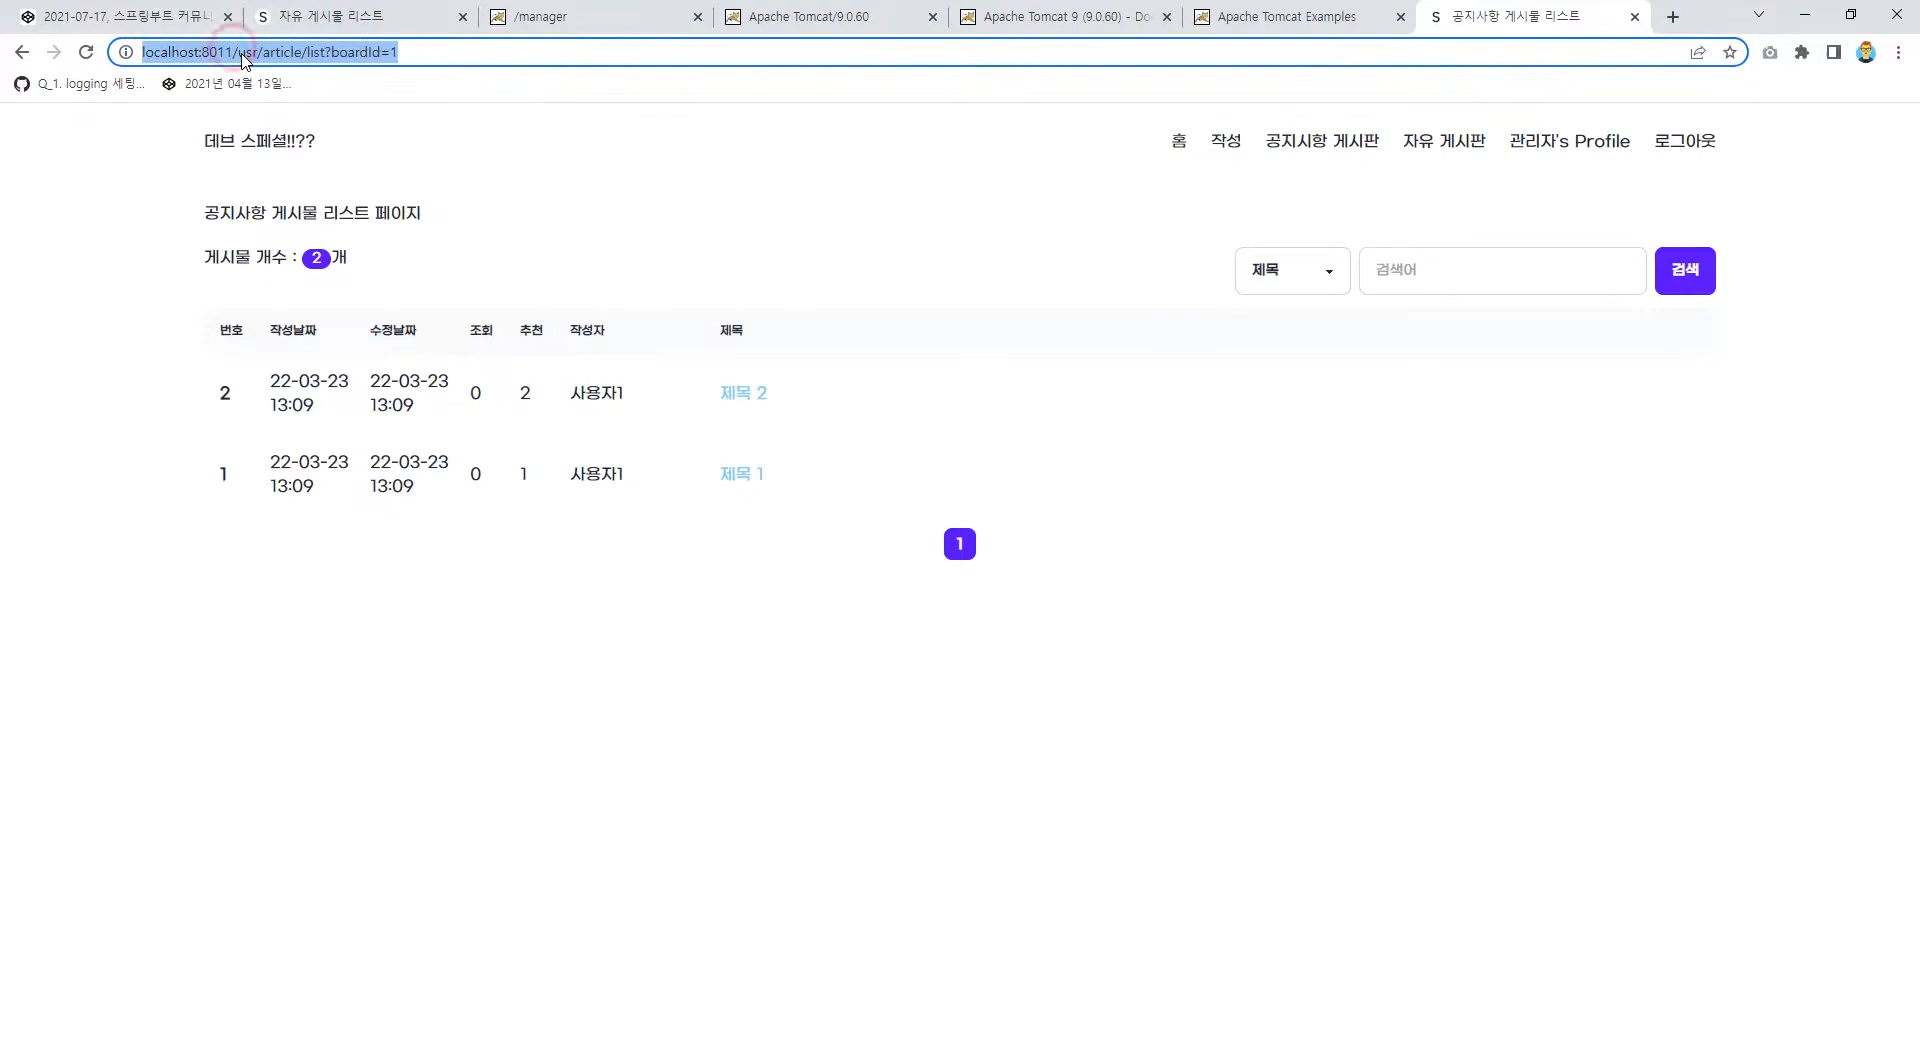 2021-07-17, 스프링부트 커뮤니
자유 게시물 리스트
/manager
Apache Tomcat/9.0.60
Apache Tomcat 9 (9.0.60) - Do
Apache Tomcat Examples
공지사항 게시물 리스트
localhost:8011/usr/article/list?boardId=1
Q_1. logging 세팅...
2021년 04월 13일...
데브 스페셜!!??
홈 작성 공지시항 게시판 자유 게시판 관리자's Profile 로그아웃
공지사항 게시물 리스트 페이지
게시물 개수 : 2 개
제목 검색어 검색
번호 작성날짜 수정날짜 조회 추천 작성자 제목
2 22-03-23 13:09 22-03-23 13:09 0 2 사용자1 제목 2
1 22-03-23 13:09 22-03-23 13:09 0 1 사용자1 제목 1
1